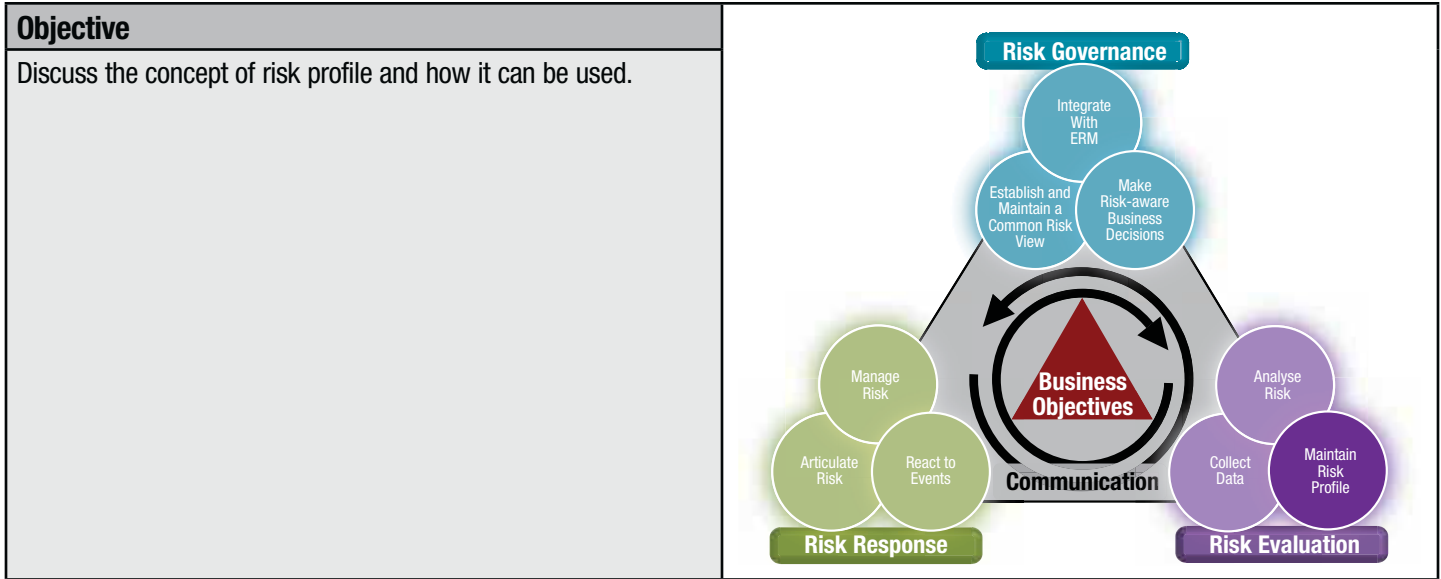 Objective
Discuss the concept of risk profile and how it can be used.
Risk Governance
Integrate
With
ERM
Establish and
Maintain a
Common Risk
View
Make
Risk-aware
Business
Decisions
Business
Objectives
Communication
Manage
Risk
Articulate
Risk
React to
Events
Risk Response
Analyse
Risk
Collect
Data
Maintain
Risk
Profile
Risk Evaluation